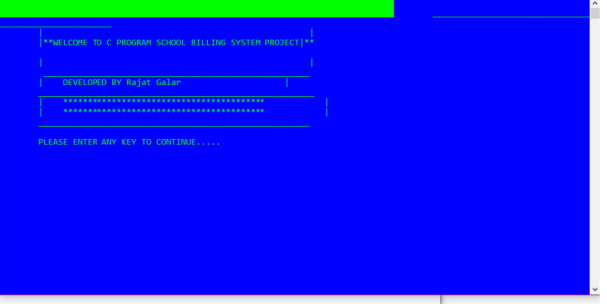 |**WELCOME TO C PROGRAM SCHOOL BILLING SYSTEM PROJECT|**
| DEVELOPED BY Rajat Galar |
| ***************************************** |
| ***************************************** |
PLEASE ENTER ANY KEY TO CONTINUE.....